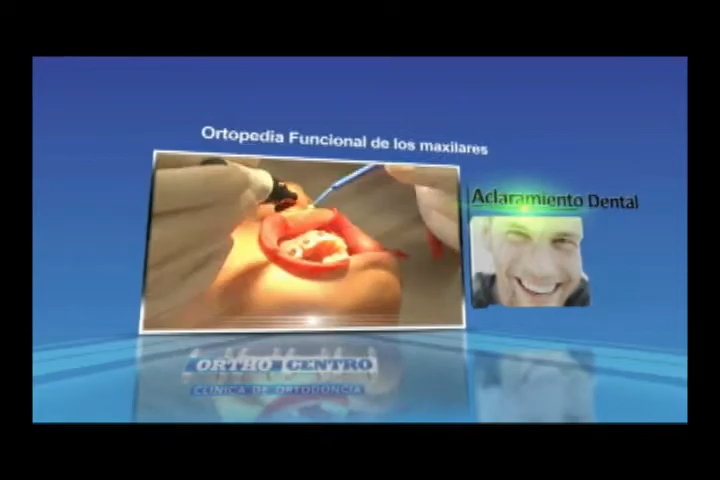 Ortopedia Funcional de los maxilares
Aclaramiento Dental
ORTHO CENTRO
CLINICA DE ORTODONCIA